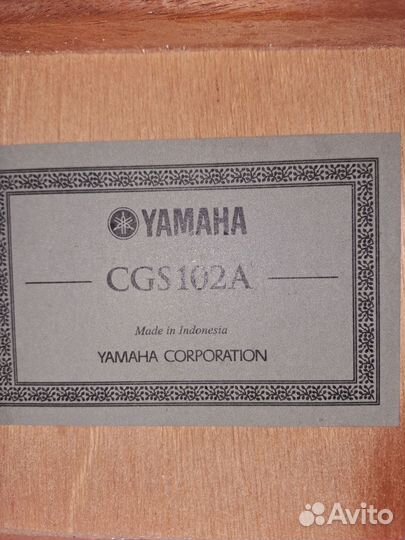 YAMAHA
CGS102A
Made in Indonesia
YAMAHA CORPORATION
Avito